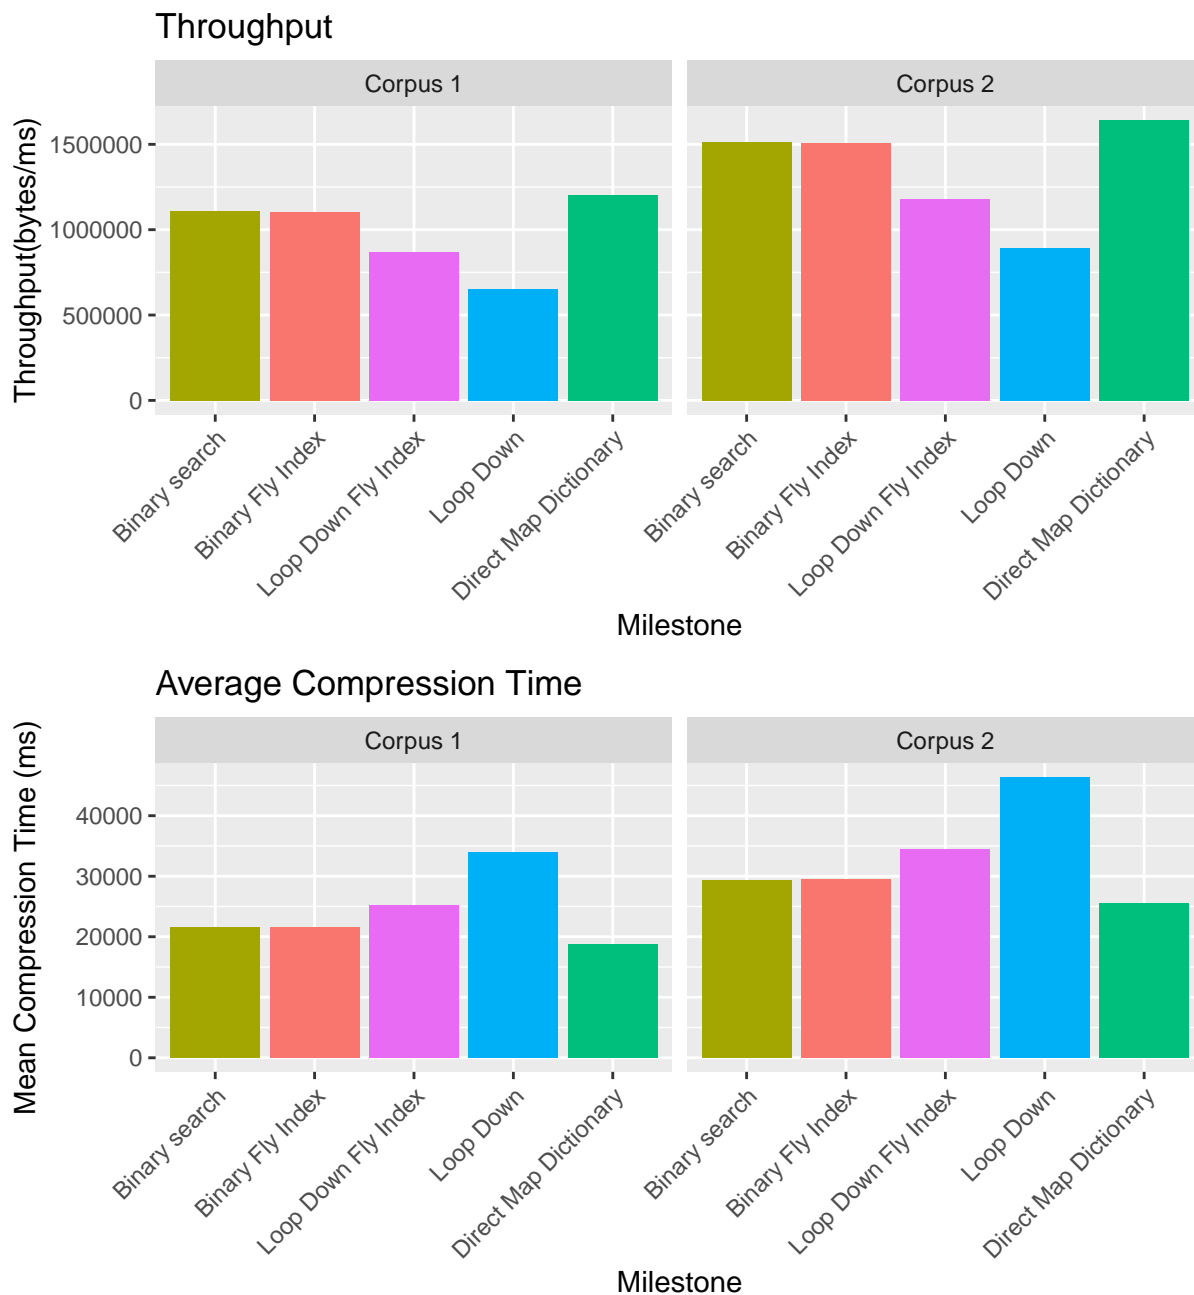 Throughput
Corpus 1
Corpus 2
Throughput(bytes/ms)
1500000
1000000
500000
0
Binary search
Binary Fly Index
Loop Down Fly Index
Loop Down
Direct Map Dictionary
Binary search
Binary Fly Index
Loop Down Fly Index
Loop Down
Direct Map Dictionary
Milestone
Average Compression Time
Corpus 1
Corpus 2
Mean Compression Time (ms)
40000
30000
20000
10000
0
Binary search
Binary Fly Index
Loop Down Fly Index
Loop Down
Direct Map Dictionary
Binary search
Binary Fly Index
Loop Down Fly Index
Loop Down
Direct Map Dictionary
Milestone